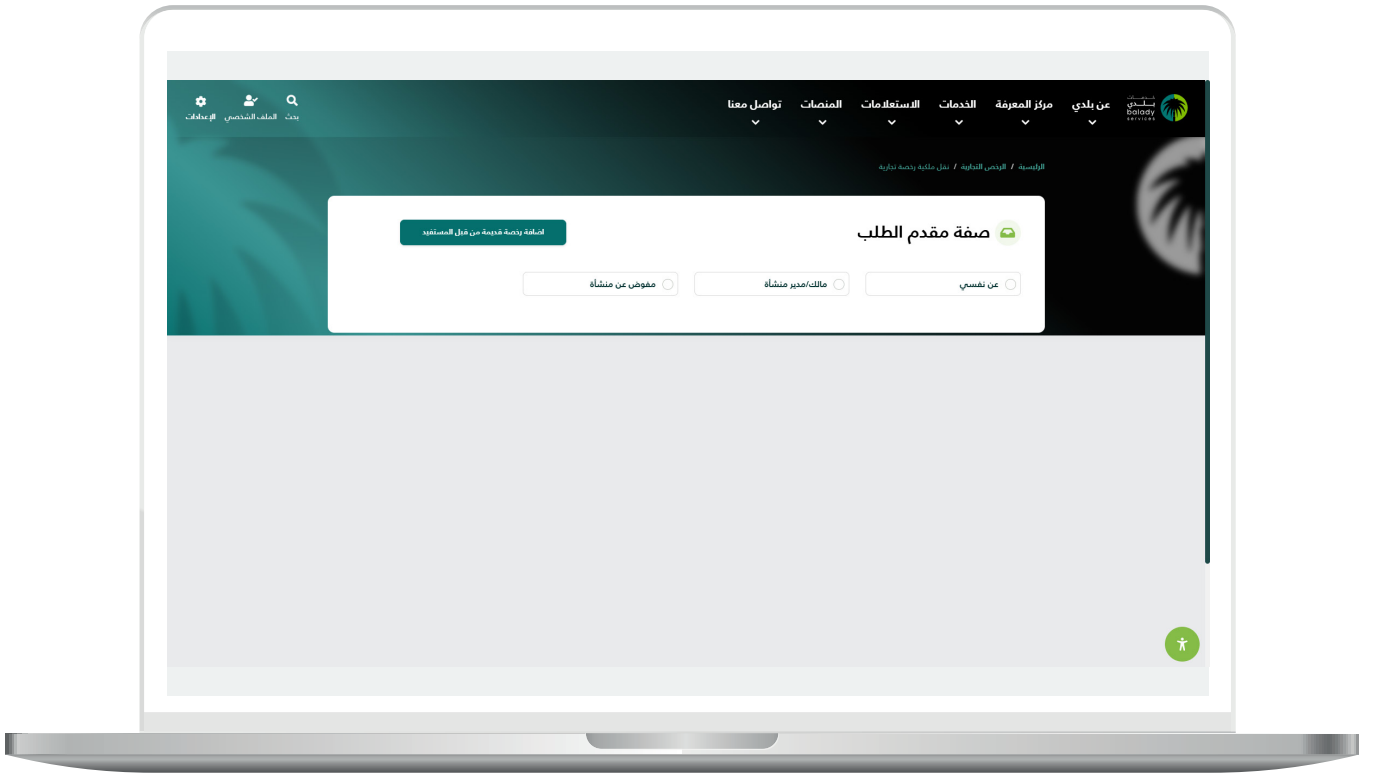 خدمات
بلدي
balady
services
عن بلدي
مركز المعرفة
الخدمات
الاستعلامات
المنصات
تواصل معنا
بحث
الملف الشخصي
الإعدادات
الرئيسية / الرخص التجارية / نقل ملكية رخصة تجارية
صفة مقدم الطلب
اضافة رخصة قديمة من قبل المستفيد
عن نفسي
مالك/مدير منشأة
مفوض عن منشأة